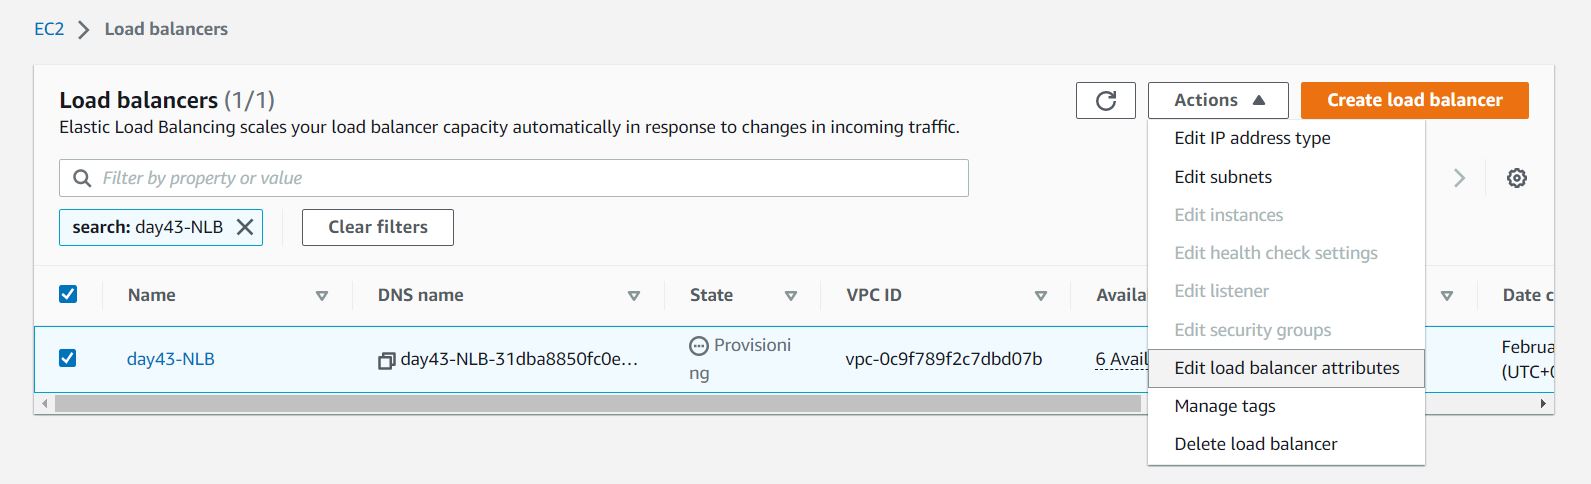 EC2 > Load balancers
Load balancers (1/1)
Actions
Create load balancer
Elastic Load Balancing scales your load balancer capacity automatically in response to changes in incoming traffic.
Filter by property or value
search: day43-NLB
Clear filters
Edit IP address type
Edit subnets
Edit instances
Edit health check settings
Edit listener
Edit security groups
Edit load balancer attributes
Manage tags
Delete load balancer
Name
DNS name
State
VPC ID
Availa
Date c
day43-NLB
day43-NLB-31dba8850fc0e...
Provisioni
ng
vpc-0c9f789f2c7dbd07b
6 Avail
Februa
(UTC+0